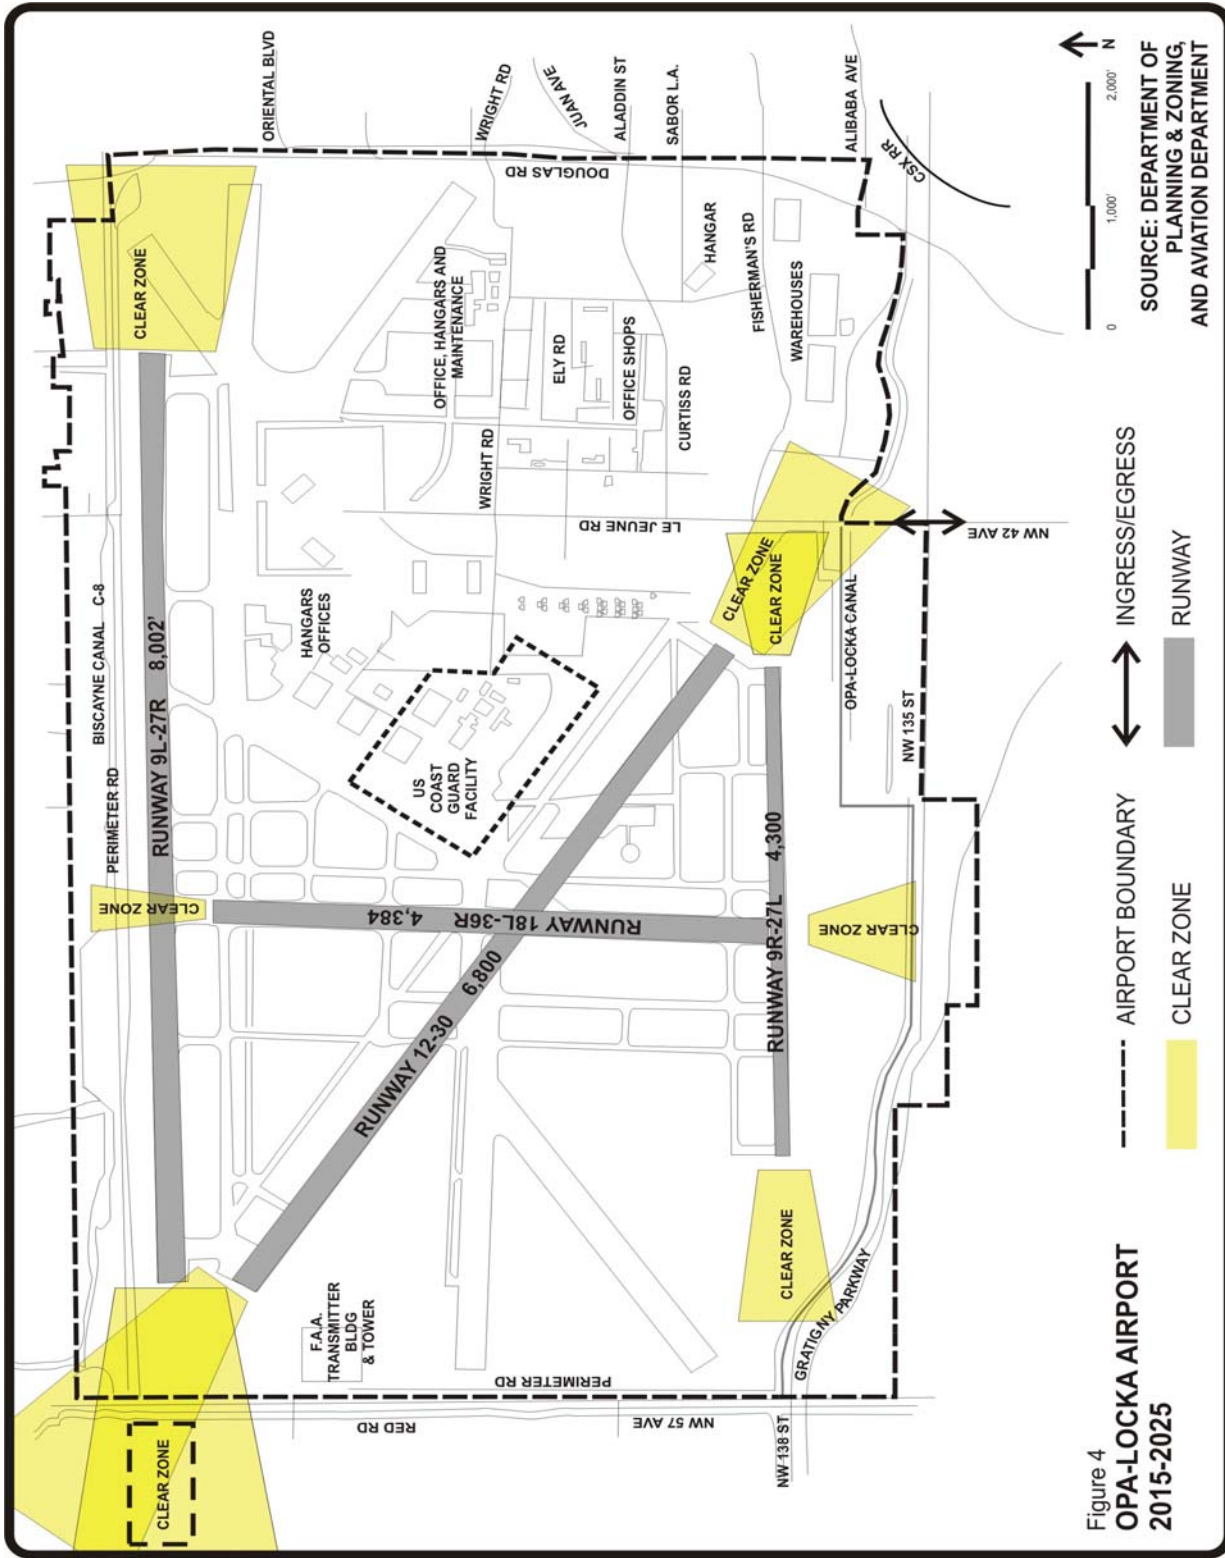 ORIENTAL BLVD
WRIGHT RD
JUAN AVE
ALADDIN ST
SABOR L.A.
ALIBABA AVE
CSX RR
DOUGLAS RD
CLEAR ZONE
OFFICE, HANGARS AND
MAINTENANCE
ELY RD
OFFICE SHOPS
HANGAR
FISHERMAN'S RD
WAREHOUSES
CURTISS RD
WRIGHT RD
LE JEUNE RD
NW 42 AVE
BISCAYNE CANAL C-8
PERIMETER RD
RUNWAY 9L-27R 8,002'
HANGARS
OFFICES
US
COAST
GUARD
FACILITY
CLEAR ZONE
CLEAR ZONE
OPA-LOCKA CANAL
NW 135 ST
CLEAR ZONE
RUNWAY 18L-36R 4,384
RUNWAY 12-30 6,800
RUNWAY 9R-27L 4,300
CLEAR ZONE
CLEAR ZONE
GRATIGNY PARKWAY
F.A.A.
TRANSMITTER
BLDG
& TOWER
PERIMETER RD
RED RD
NW 57 AVE
NW 138 ST
CLEAR ZONE
Figure 4
OPA-LOCKA AIRPORT
2015-2025
AIRPORT BOUNDARY
INGRESS/EGRESS
CLEAR ZONE
RUNWAY
0 1,000' 2,000'
N
SOURCE: DEPARTMENT OF
PLANNING & ZONING,
AND AVIATION DEPARTMENT